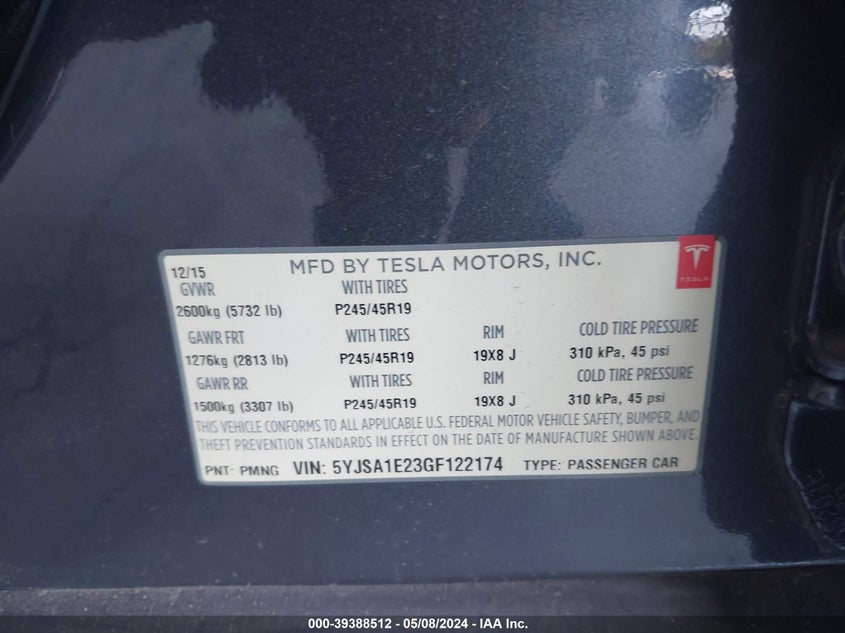 12/15 MFD BY TESLA MOTORS, INC.
TESLA
GVWR WITH TIRES
2600kg (5732 lb) P245/45R19
GAWR FRT WITH TIRES RIM COLD TIRE PRESSURE
1276kg (2813 lb) P245/45R19 19X8 J 310 kPa, 45 psi
GAWR RR WITH TIRES RIM COLD TIRE PRESSURE
1500kg (3307 lb) P245/45R19 19X8 J 310 kPa, 45 psi
THIS VEHICLE CONFORMS TO ALL APPLICABLE U.S. FEDERAL MOTOR VEHICLE SAFETY, BUMPER, AND
THEFT PREVENTION STANDARDS IN EFFECT ON THE DATE OF MANUFACTURE SHOWN ABOVE.
PNT: PMNG VIN: 5YJSA1E23GF122174 TYPE: PASSENGER CAR
000-39388512 - 05/08/2024 - IAA Inc.